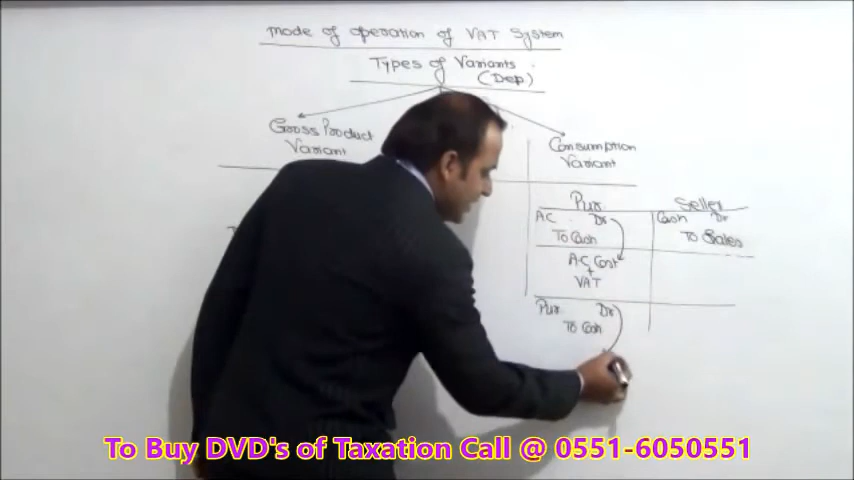 Mode of operation of VAT System
Types of Variants
(Dep)
Gross Product
Variant
Consumption
Variant
Pur. Seller
AC Dr Cash Dr
To Cash To Sales
A.C Cost
+
VAT
Pur Dr
To Cash
To Buy DVD's of Taxation Call @ 0551-6050551